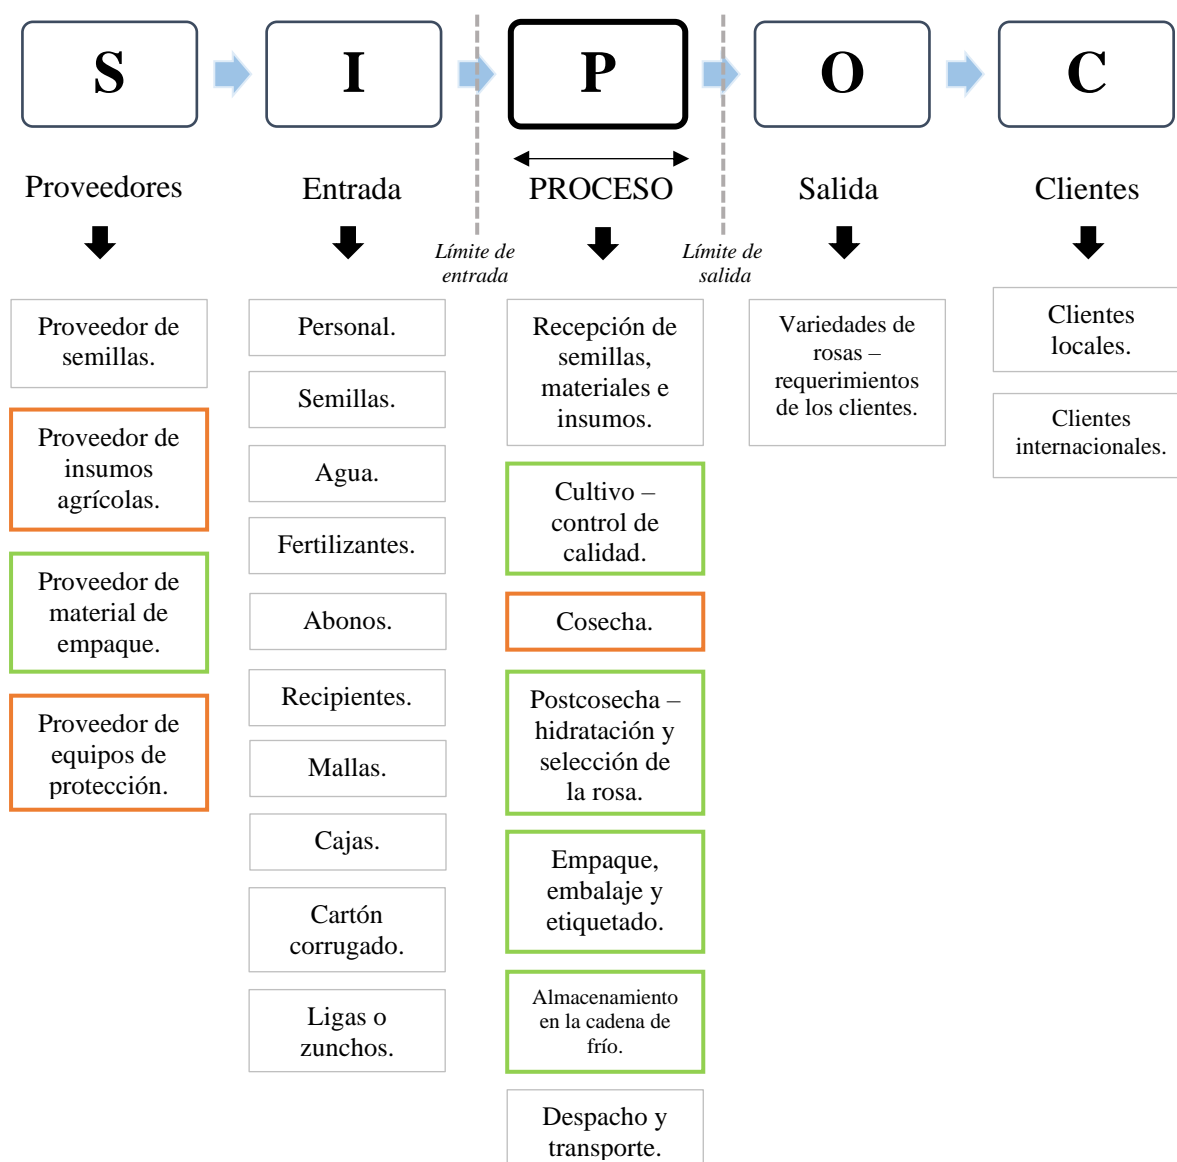 S
I
P
O
C
Proveedores
Entrada
PROCESO
Salida
Clientes
Límite de
entrada
Límite de
salida
Proveedor de
semillas.
Proveedor de
insumos
agrícolas.
Proveedor de
material de
empaque.
Proveedor de
equipos de
protección.
Personal.
Semillas.
Agua.
Fertilizantes.
Abonos.
Recipientes.
Mallas.
Cajas.
Cartón
corrugado.
Ligas o
zunchos.
Recepción de
semillas,
materiales e
insumos.
Cultivo –
control de
calidad.
Cosecha.
Postcosecha –
hidratación y
selección de
la rosa.
Empaque,
embalaje y
etiquetado.
Almacenamiento
en la cadena de
frío.
Despacho y
transporte.
Variedades de
rosas –
requerimientos
de los clientes.
Clientes
locales.
Clientes
internacionales.